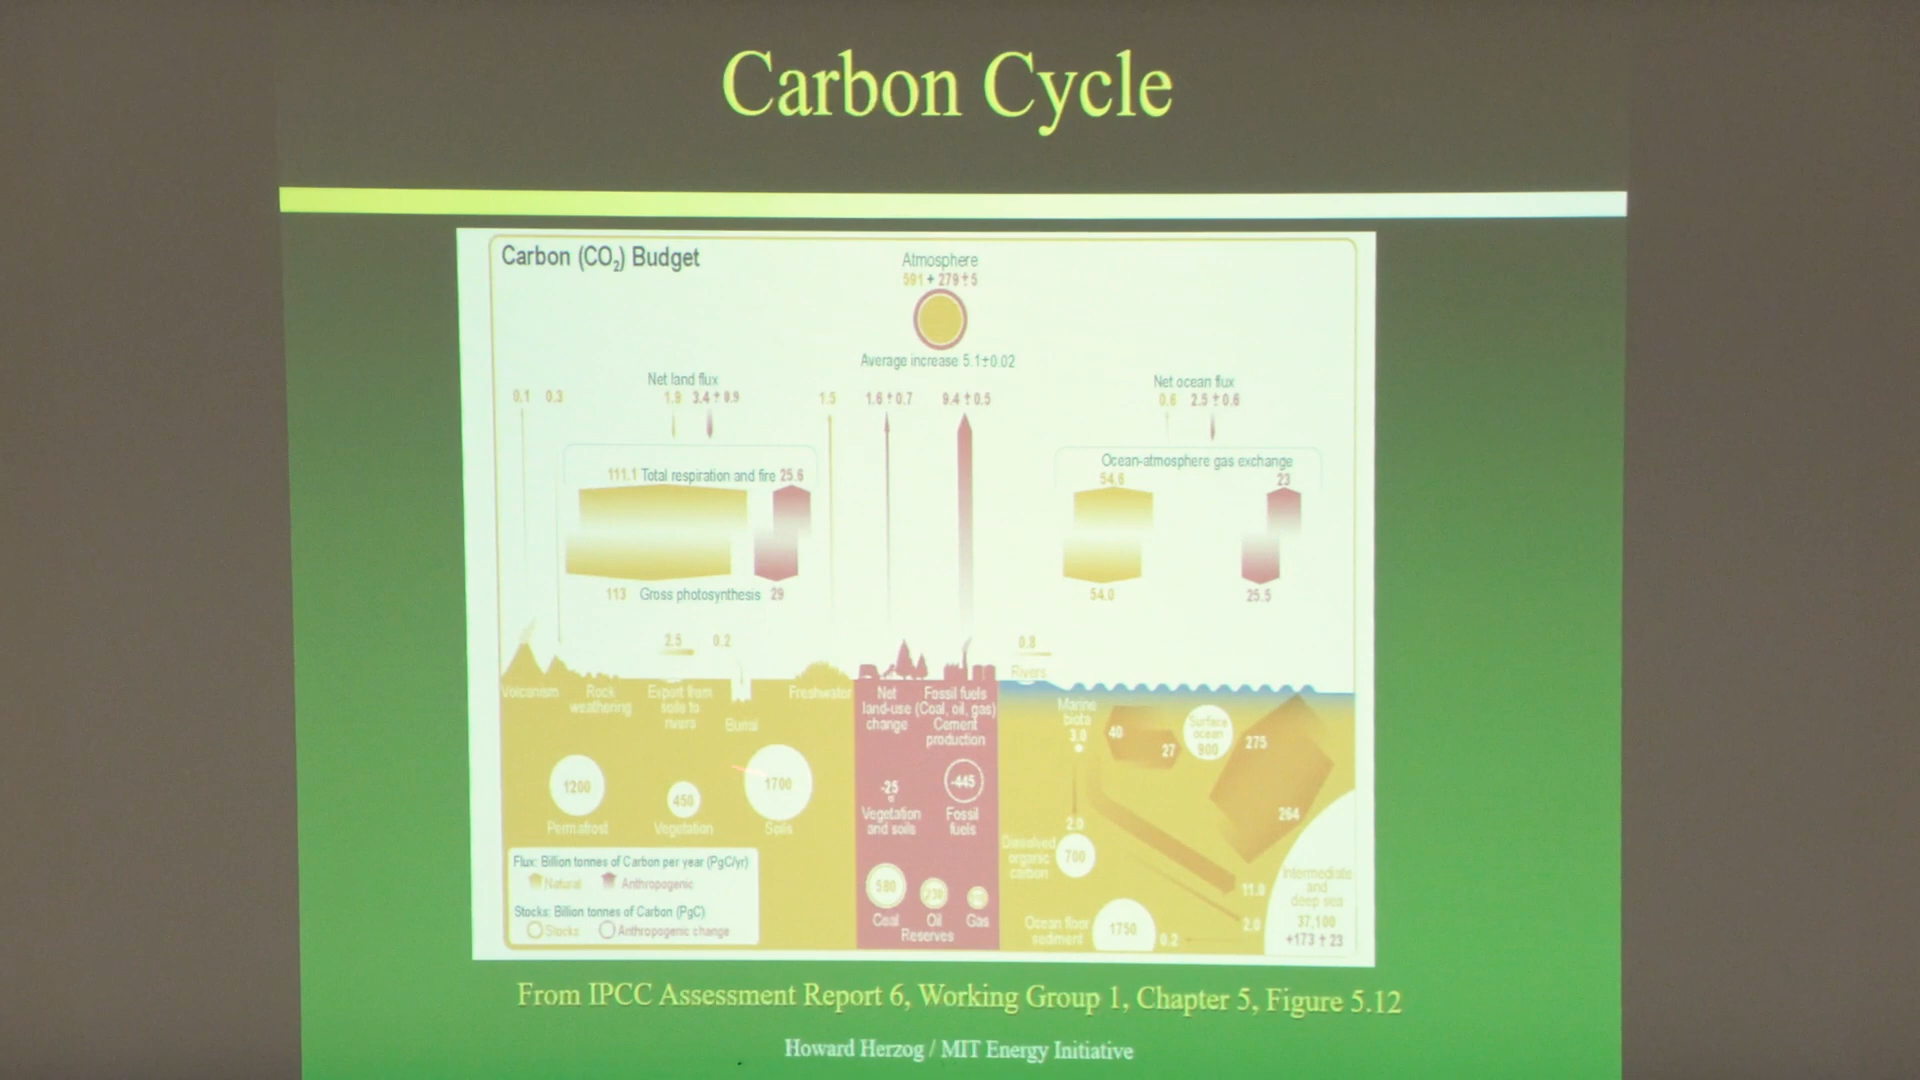 Carbon Cycle
Carbon (CO₂) Budget
Atmosphere
591 + 279±5
Average increase 5.1±0.02
Net land flux
1.9 3.4 ± 0.9
0.1 0.3
1.5
1.6 ± 0.7
9.4 ± 0.5
Net ocean flux
0.6 2.5 ± 0.6
111.1 Total respiration and fire 25.6
113 Gross photosynthesis 29
Ocean-atmosphere gas exchange
54.6 23
54.0 25.5
2.5 0.2
0.8
Rivers
Volcanism
Rock
weathering
Export from
soils to
rivers
Burial
Freshwater
Net
land-use
change
Fossil fuels
(Coal, oil, gas)
Cement
production
1200
Permafrost
450
Vegetation
1700
Soils
-25
Vegetation
and soils
-445
Fossil
fuels
580
Coal
230
Oil
Gas
Reserves
Marine
biota
3.0
40
27
Surface
ocean
900
275
264
2.0
Dissolved
organic
carbon
700
11.0
2.0
Intermediate
and
deep sea
37,100
+173 ± 23
Ocean floor
sediment
1750
0.2
Flux: Billion tonnes of Carbon per year (PgC/yr)
Natural Anthropogenic
Stocks: Billion tonnes of Carbon (PgC)
Stocks Anthropogenic change
From IPCC Assessment Report 6, Working Group 1, Chapter 5, Figure 5.12
Howard Herzog / MIT Energy Initiative